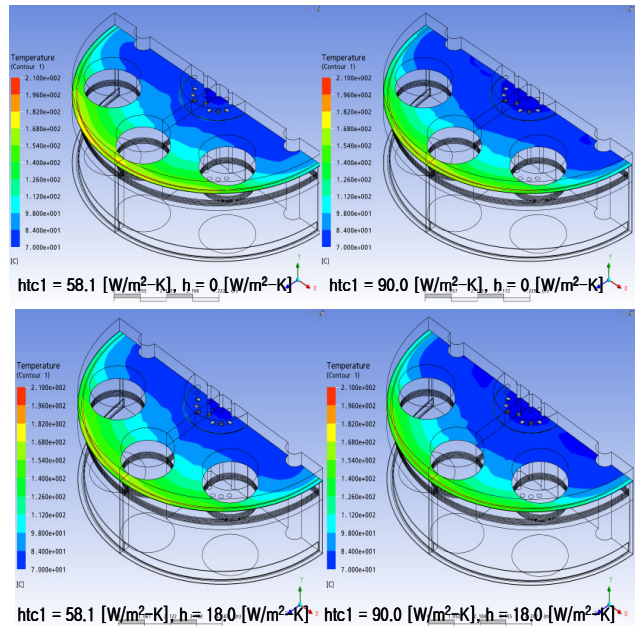 Temperature
(Contour 1)
2.100e+002
1.960e+002
1.820e+002
1.680e+002
1.540e+002
1.400e+002
1.260e+002
1.120e+002
9.800e+001
8.400e+001
7.000e+001
[C]
Y
X
htc1 = 58.1 [W/m²-K], h = 0 [W/m²-K]
Temperature
(Contour 1)
2.100e+002
1.960e+002
1.820e+002
1.680e+002
1.540e+002
1.400e+002
1.260e+002
1.120e+002
9.800e+001
8.400e+001
7.000e+001
[C]
Y
X
htc1 = 90.0 [W/m²-K], h = 0 [W/m²-K]
Temperature
(Contour 1)
2.100e+002
1.960e+002
1.820e+002
1.680e+002
1.540e+002
1.400e+002
1.260e+002
1.120e+002
9.800e+001
8.400e+001
7.000e+001
[C]
Y
X
htc1 = 58.1 [W/m²-K], h = 18.0 [W/m²-K]
Temperature
(Contour 1)
2.100e+002
1.960e+002
1.820e+002
1.680e+002
1.540e+002
1.400e+002
1.260e+002
1.120e+002
9.800e+001
8.400e+001
7.000e+001
[C]
Y
X
htc1 = 90.0 [W/m²-K], h = 18.0 [W/m²-K]